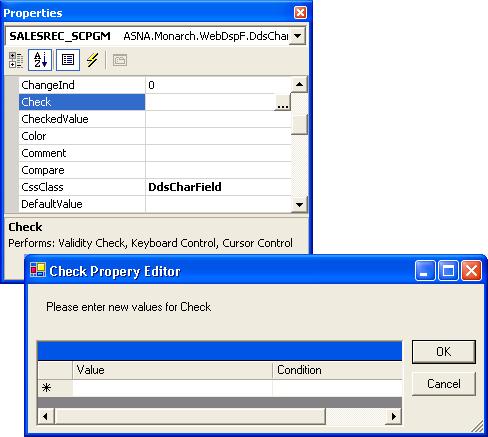 Properties
SALESREC_SCPGM ASNA.Monarch.WebDspF.DdsChar
ChangeInd 0
Check ...
CheckedValue
Color
Comment
Compare
CssClass DdsCharField
DefaultValue
Check
Performs: Validity Check, Keyboard Control, Cursor Control
Check Propery Editor
Please enter new values for Check
OK
Value Condition
Cancel